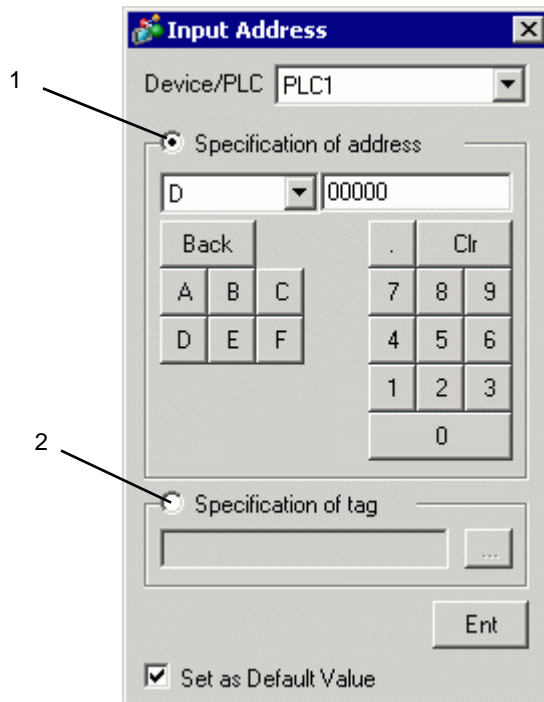 Input Address
1
Device/PLC PLC1
Specification of address
D 00000
Back . Clr
A B C 7 8 9
D E F 4 5 6
1 2 3
0
2
Specification of tag
...
Ent
Set as Default Value